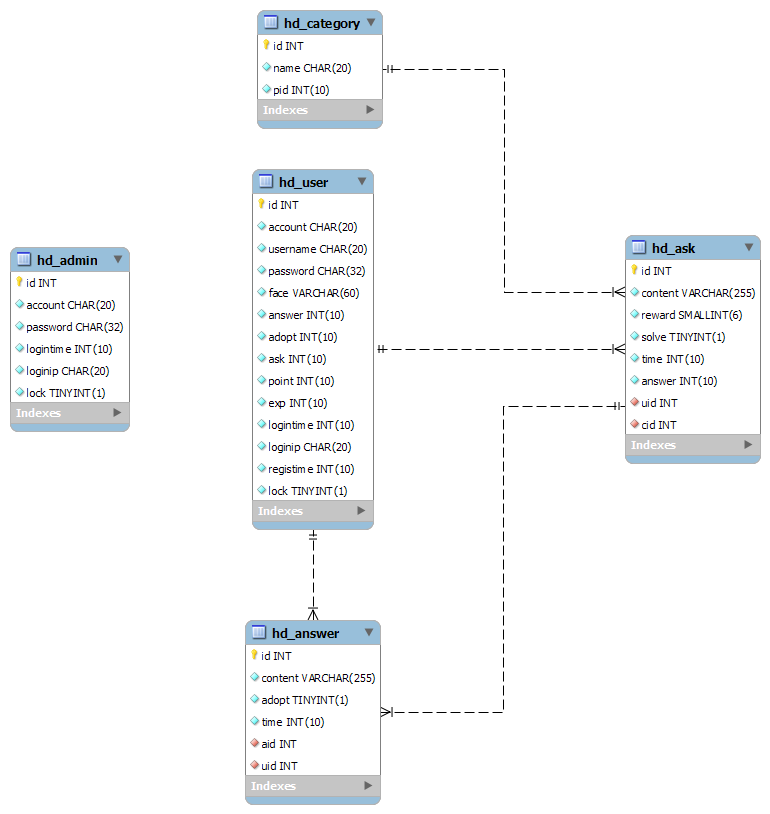 hd_category
id INT
name CHAR(20)
pid INT(10)
Indexes
hd_user
id INT
account CHAR(20)
username CHAR(20)
password CHAR(32)
face VARCHAR(60)
answer INT(10)
adopt INT(10)
ask INT(10)
point INT(10)
exp INT(10)
logintime INT(10)
loginip CHAR(20)
registime INT(10)
lock TINYINT(1)
Indexes
hd_admin
id INT
account CHAR(20)
password CHAR(32)
logintime INT(10)
loginip CHAR(20)
lock TINYINT(1)
Indexes
hd_ask
id INT
content VARCHAR(255)
reward SMALLINT(6)
solve TINYINT(1)
time INT(10)
answer INT(10)
uid INT
cid INT
Indexes
hd_answer
id INT
content VARCHAR(255)
adopt TINYINT(1)
time INT(10)
aid INT
uid INT
Indexes